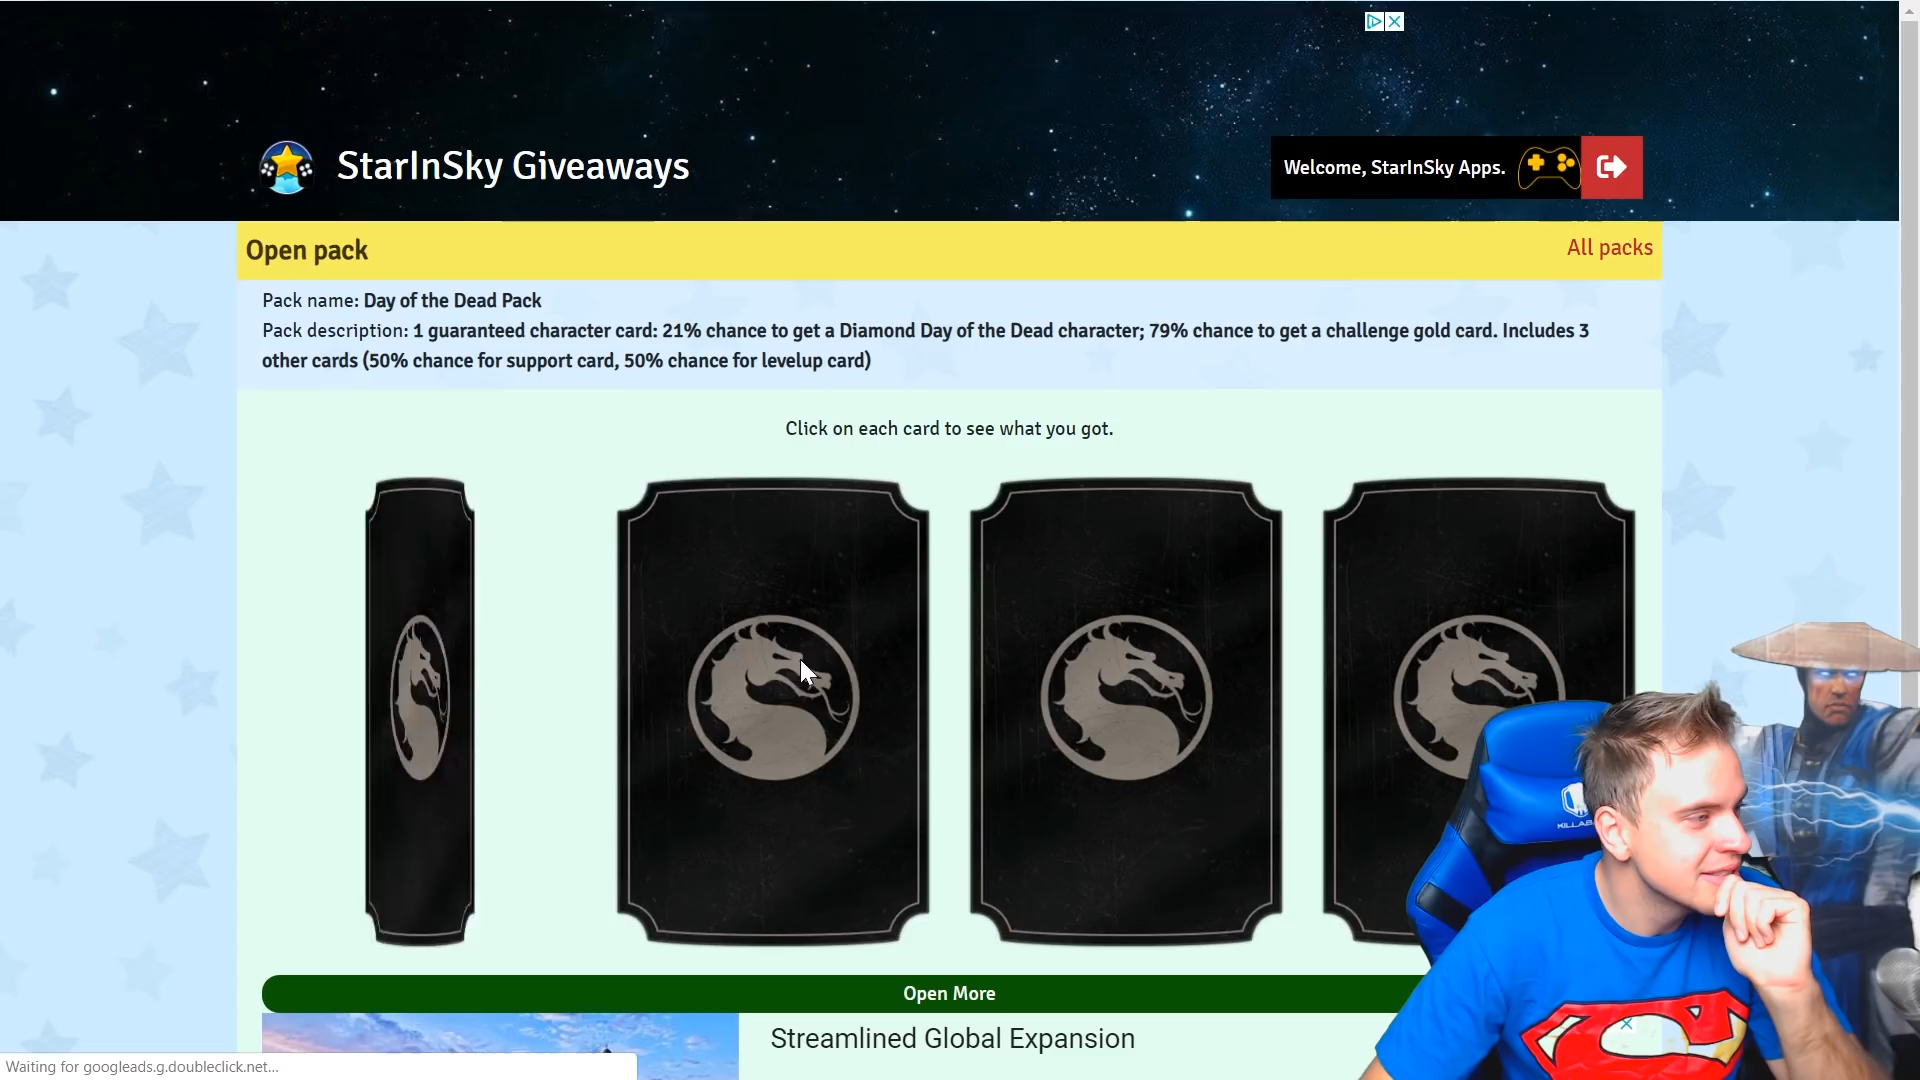 StarInSky Giveaways
Welcome, StarInSky Apps.
Open pack
All packs
Pack name: Day of the Dead Pack
Pack description: 1 guaranteed character card: 21% chance to get a Diamond Day of the Dead character; 79% chance to get a challenge gold card. Includes 3
other cards (50% chance for support card, 50% chance for levelup card)
Click on each card to see what you got.
Open More
Streamlined Global Expansion
Waiting for googleads.g.doubleclick.net...